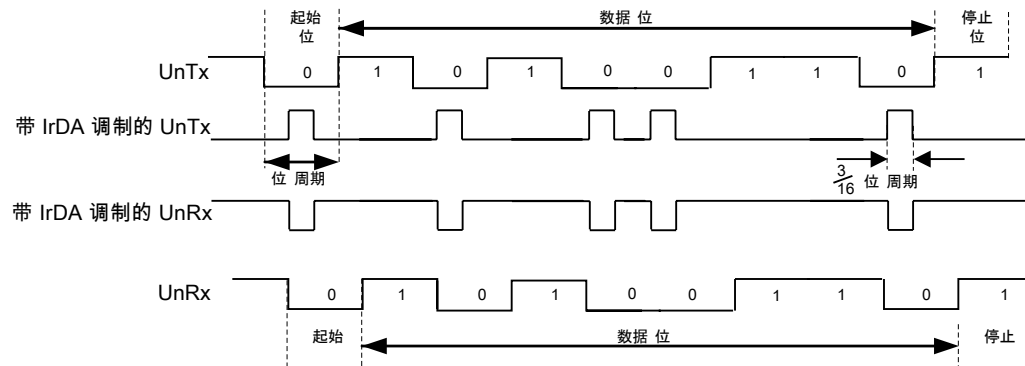 起始 位
数据 位
停止 位
UnTx
0 1 0 1 0 0 1 1 0 1
带 IrDA 调制的 UnTx
位 周期
3/16 位 周期
带 IrDA 调制的 UnRx
UnRx
0 1 0 1 0 0 1 1 0 1
起始
数据 位
停止